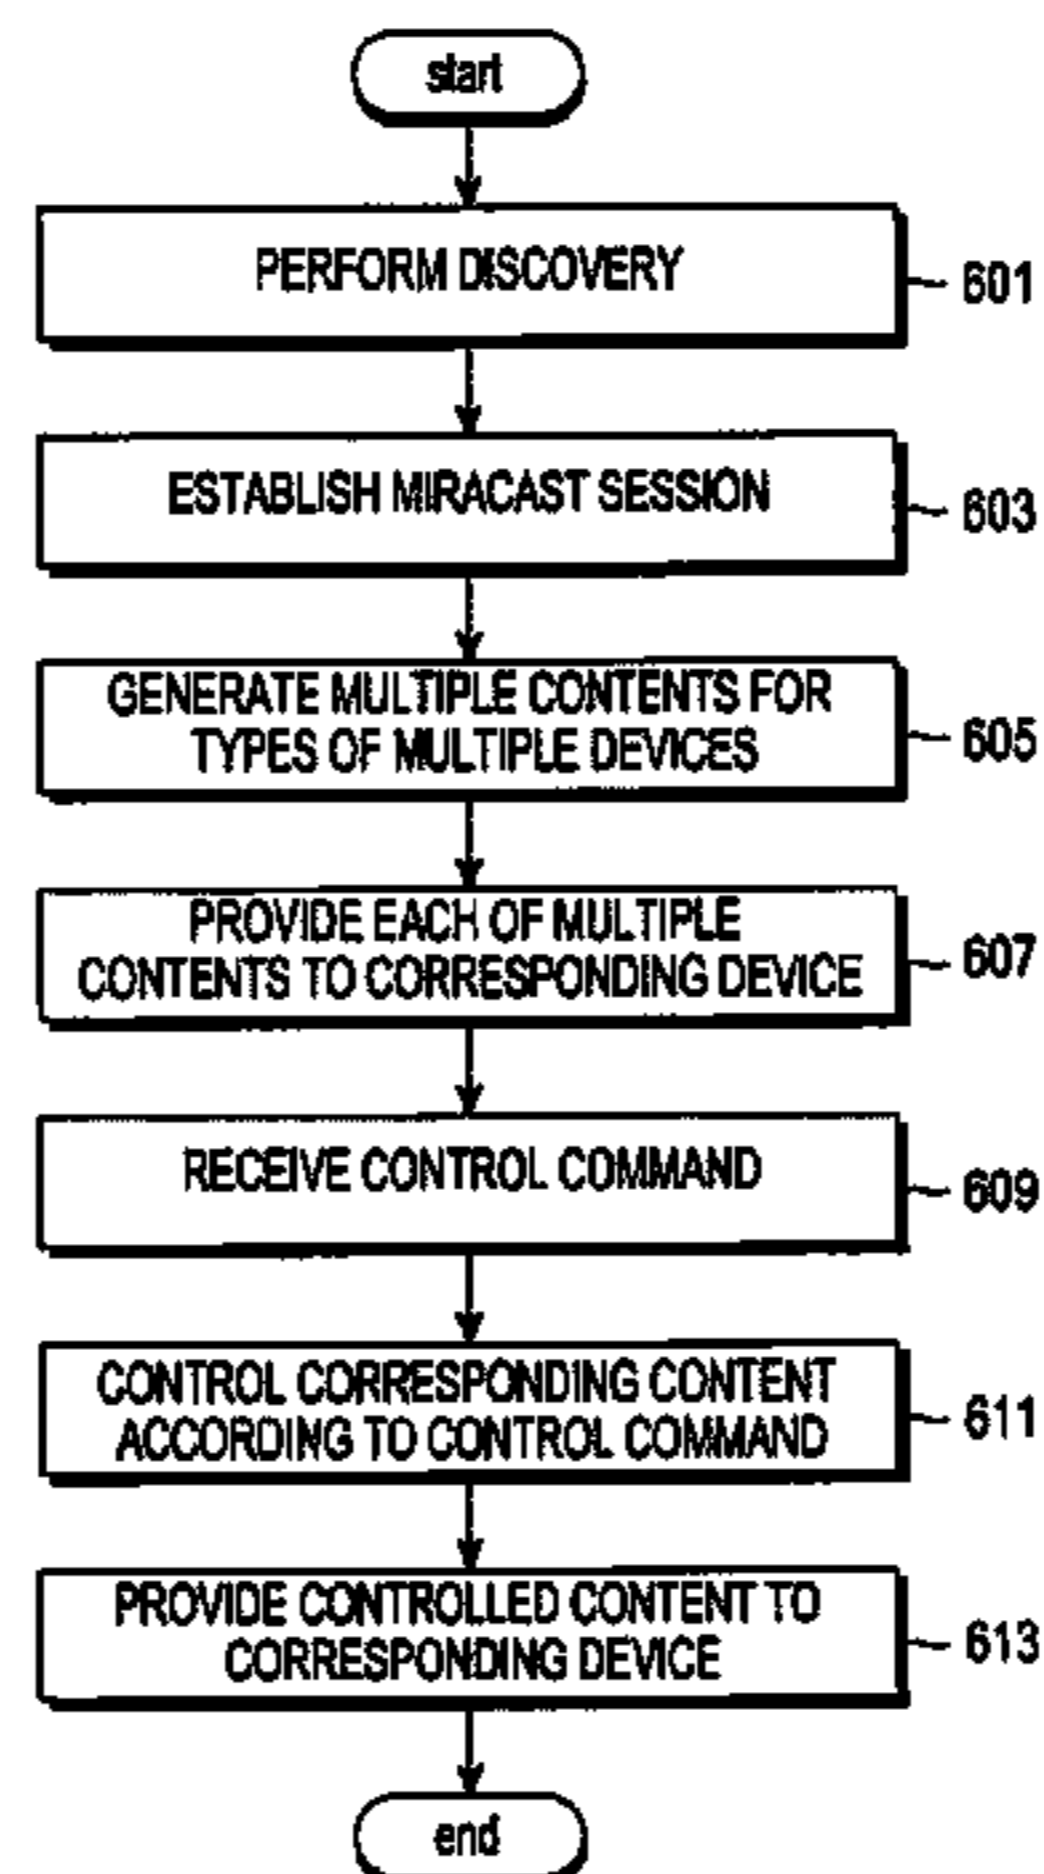 start
PERFORM DISCOVERY
601
ESTABLISH MIRACAST SESSION
603
GENERATE MULTIPLE CONTENTS FOR
TYPES OF MULTIPLE DEVICES
605
PROVIDE EACH OF MULTIPLE
CONTENTS TO CORRESPONDING DEVICE
607
RECEIVE CONTROL COMMAND
609
CONTROL CORRESPONDING CONTENT
ACCORDING TO CONTROL COMMAND
611
PROVIDE CONTROLLED CONTENT TO
CORRESPONDING DEVICE
613
end